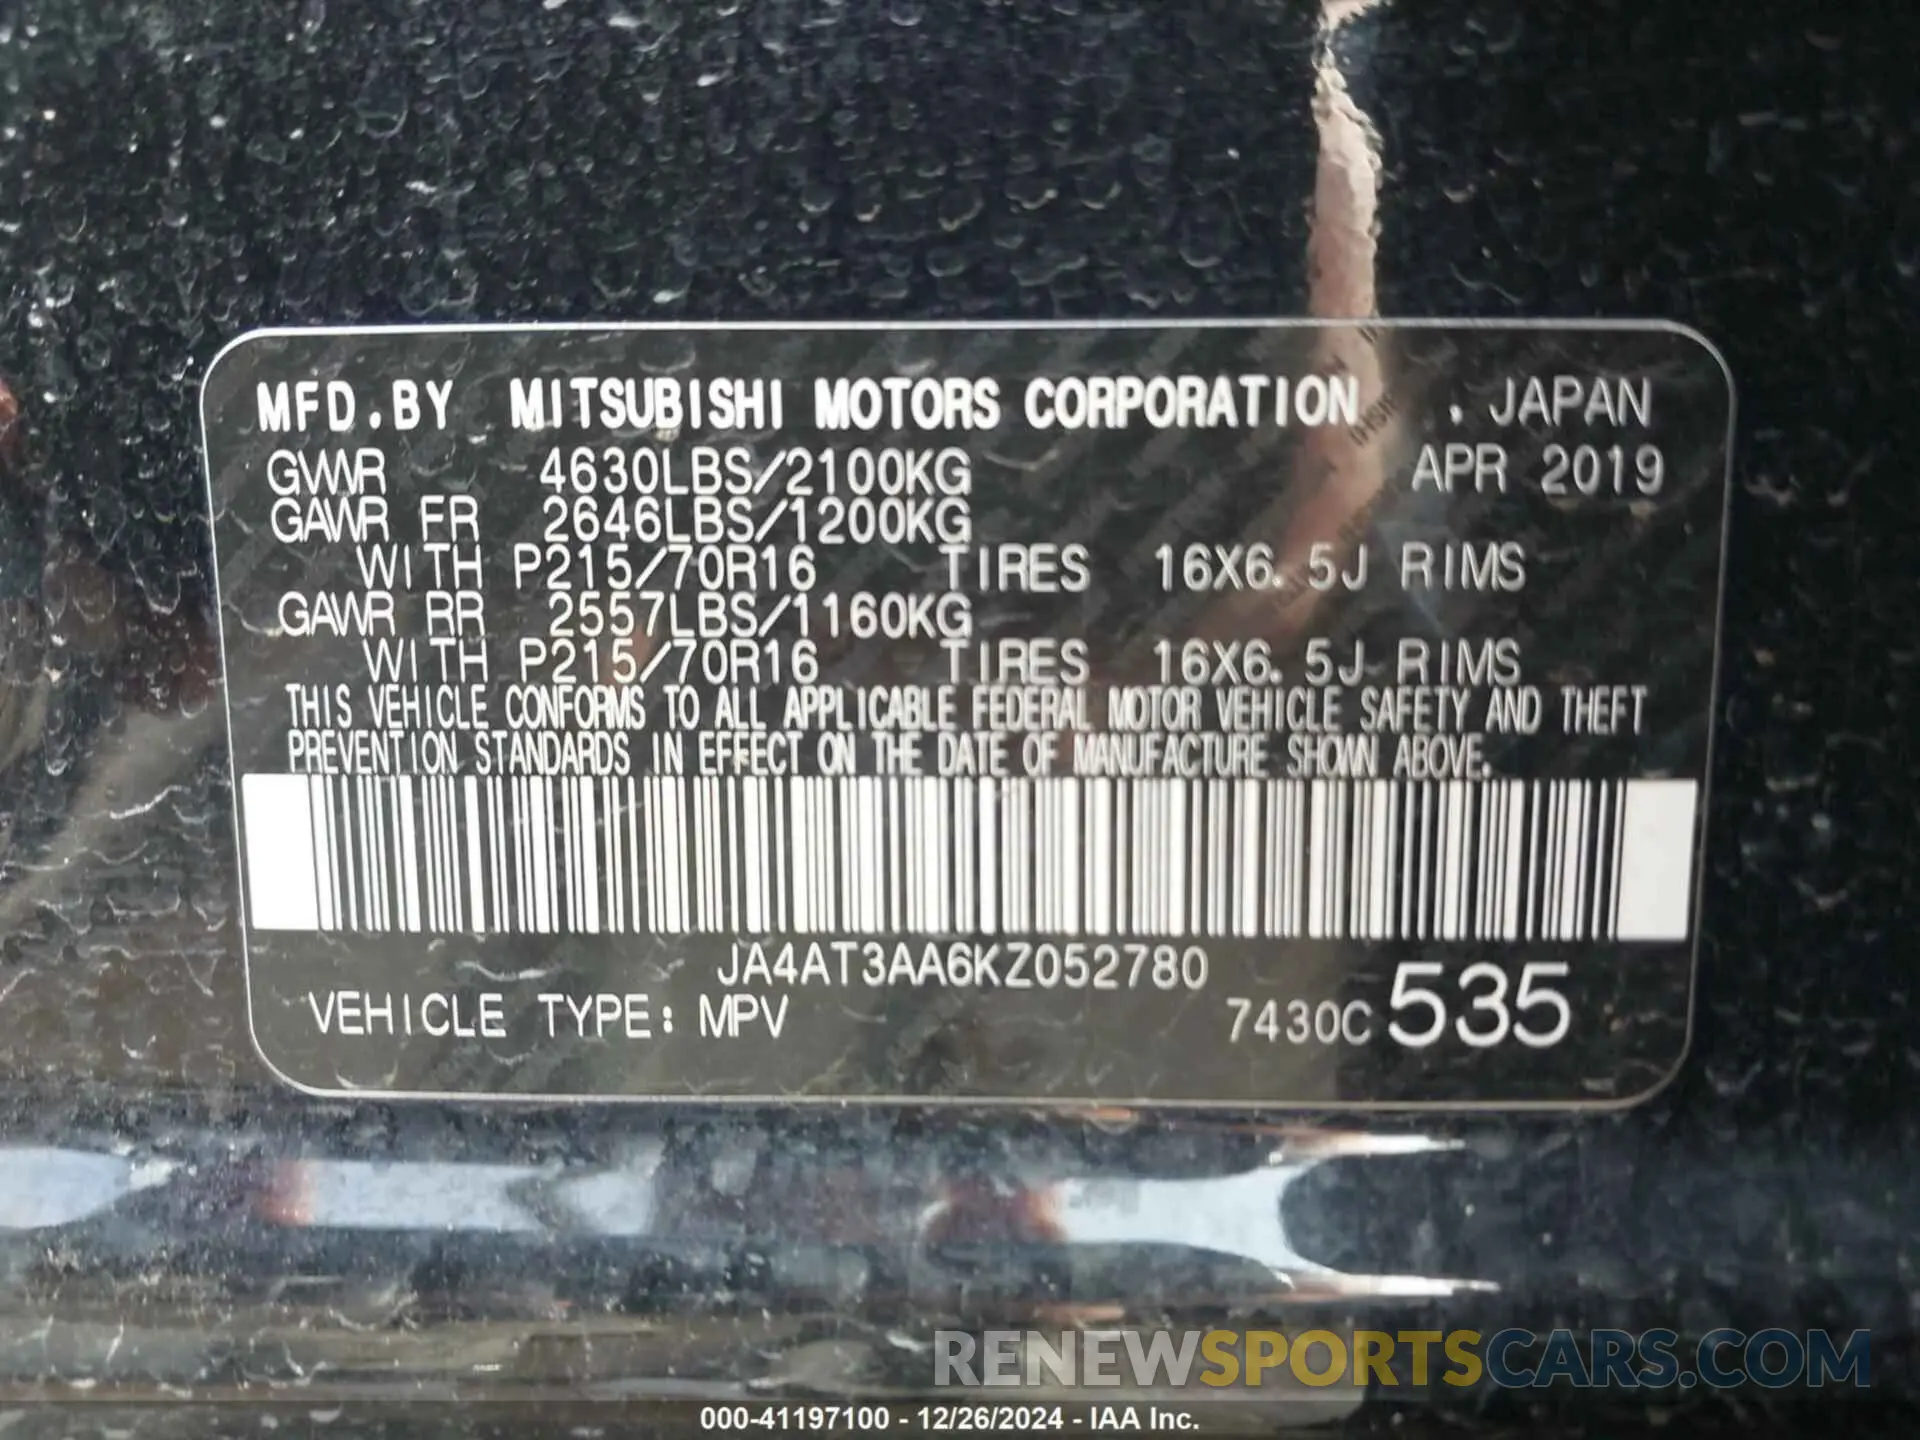 MFD.BY MITSUBISHI MOTORS CORPORATION . JAPAN
GVWR 4630LBS/2100KG APR 2019
GAWR FR 2646LBS/1200KG
WITH P215/70R16 TIRES 16X6.5J RIMS
GAWR RR 2557LBS/1160KG
WITH P215/70R16 TIRES 16X6.5J RIMS
THIS VEHICLE CONFORMS TO ALL APPLICABLE FEDERAL MOTOR VEHICLE SAFETY AND THEFT
PREVENTION STANDARDS IN EFFECT ON THE DATE OF MANUFACTURE SHOWN ABOVE.
JA4AT3AA6KZ052780
VEHICLE TYPE: MPV 7430C 535
RENEWSPORTSCARS.COM
000-41197100 - 12/26/2024 - IAA Inc.